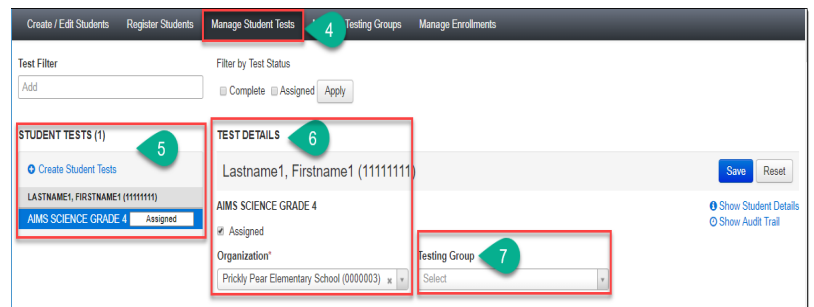 Create / Edit Students Register Students Manage Student Tests 4 Testing Groups Manage Enrollments
Test Filter Filter by Test Status
Add Complete Assigned Apply
STUDENT TESTS (1) 5 TEST DETAILS 6
Create Student Tests Lastname1, Firstname1 (11111111) Save Reset
LASTNAME1, FIRSTNAME1 (11111111) AIMS SCIENCE GRADE 4 Show Student Details
AIMS SCIENCE GRADE 4 Assigned Assigned Show Audit Trail
Organization* Testing Group 7
Prickly Pear Elementary School (0000003) x Select